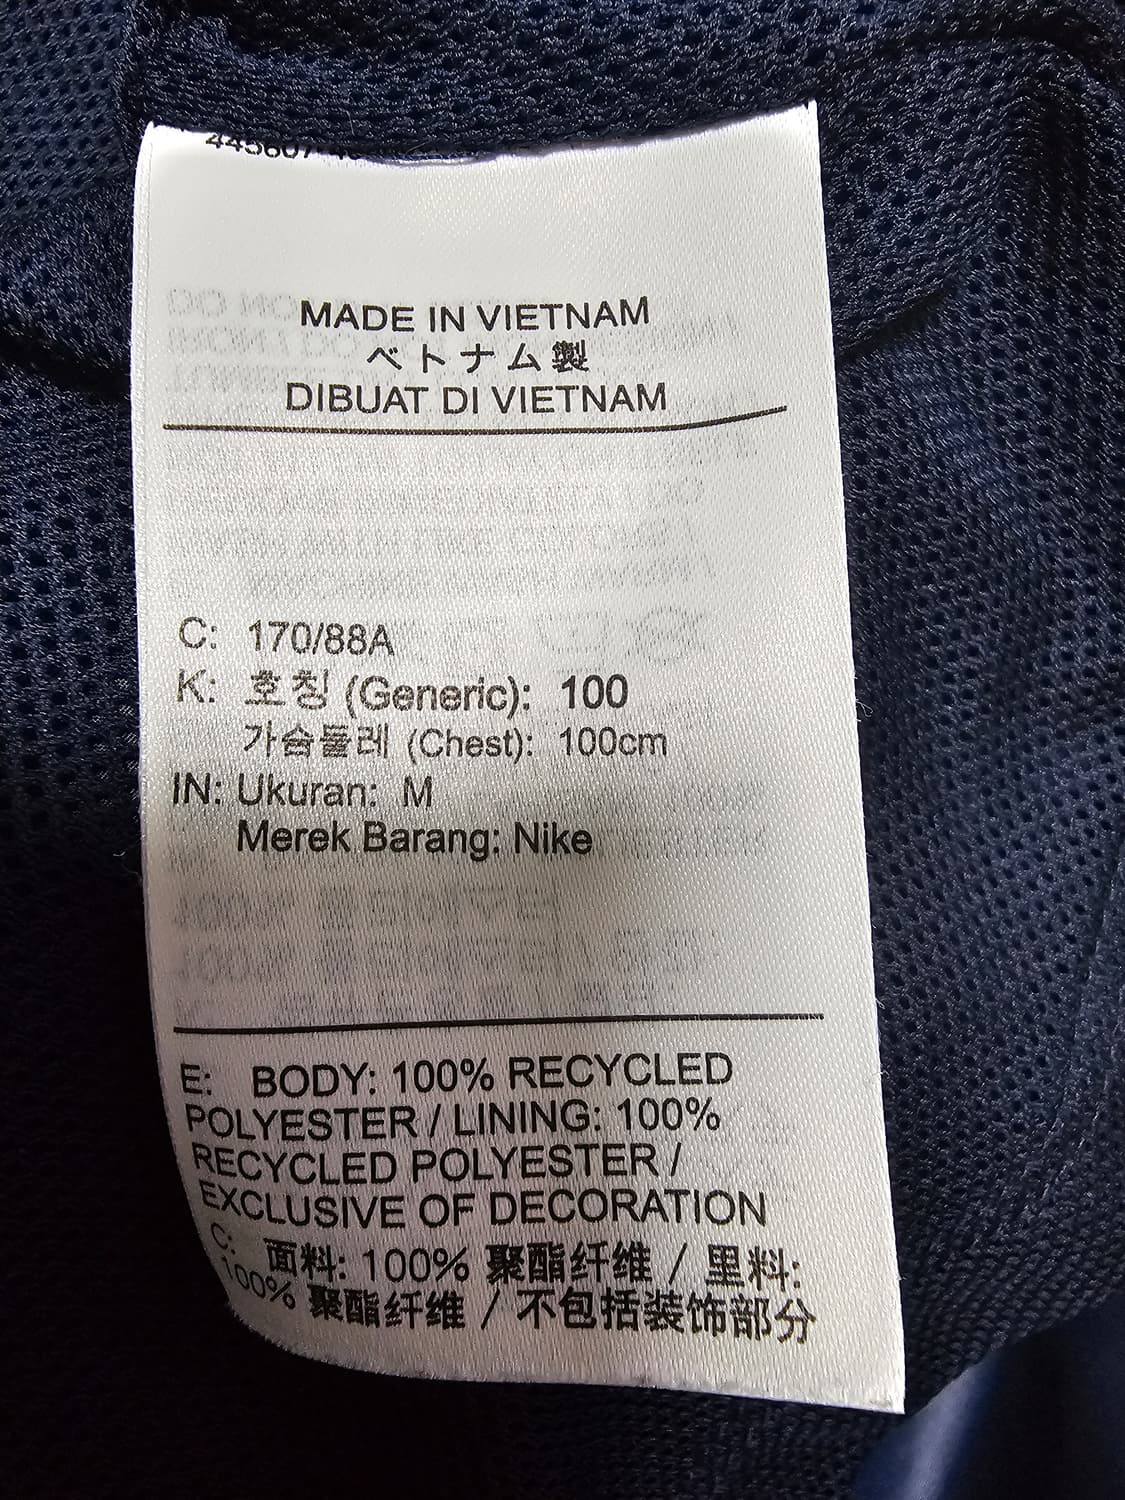 MADE IN VIETNAM
ベトナム製
DIBUAT DI VIETNAM
C: 170/88A
K: 호칭 (Generic): 100
가슴둘레 (Chest): 100cm
IN: Ukuran: M
Merek Barang: Nike
E: BODY: 100% RECYCLED
POLYESTER / LINING: 100%
RECYCLED POLYESTER /
EXCLUSIVE OF DECORATION
C: 面料: 100% 聚酯纤维 / 里料:
100% 聚酯纤维 / 不包括装饰部分